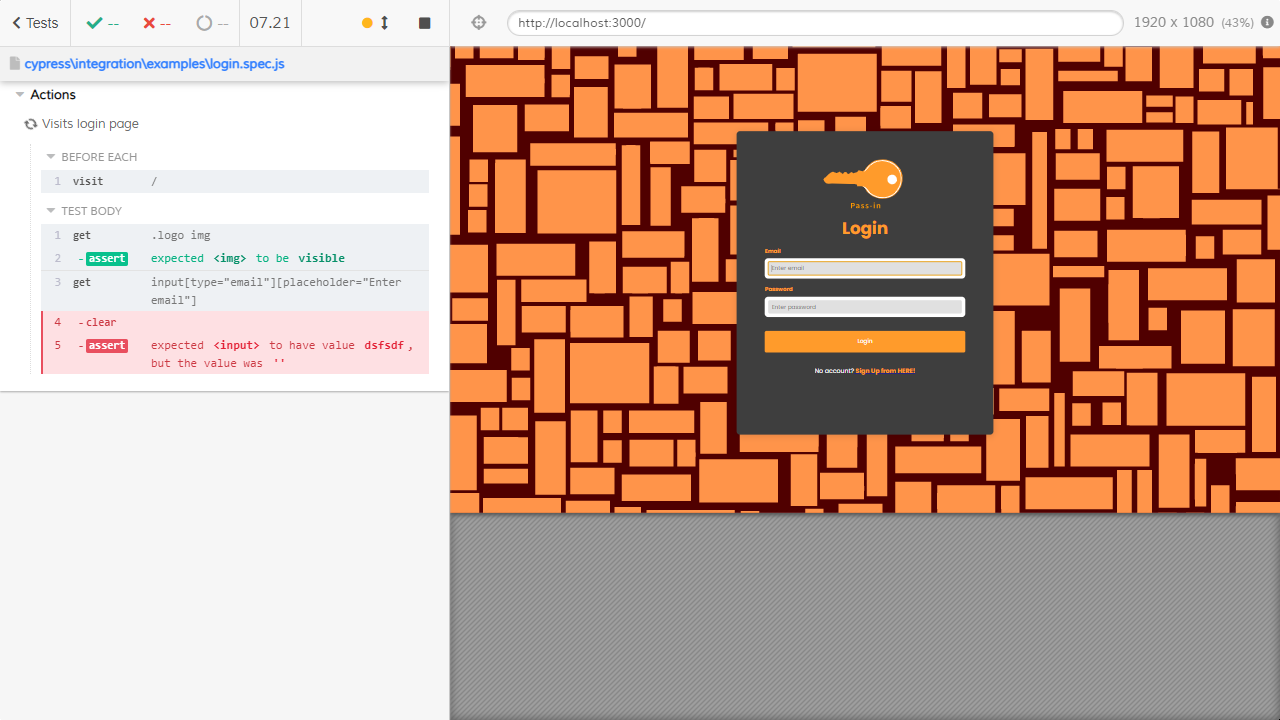 Tests
--
--
--
07.21
http://localhost:3000/
1920 x 1080 (43%)
cypress\integration\examples\login.spec.js
Actions
Visits login page
BEFORE EACH
1 visit /
TEST BODY
1 get .logo img
2 assert expected <img> to be visible
3 get input[type="email"][placeholder="Enter
email"]
4 -clear
5 -assert expected <input> to have value dsfsdf,
but the value was ''
Pass-in
Login
Email
Enter email
Password
Enter password
Login
No account? Sign Up from HERE!